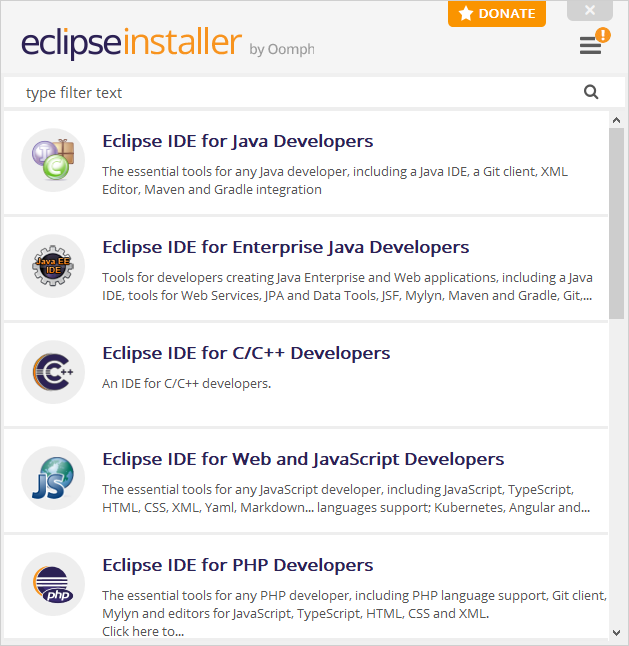 DONATE
eclipseinstaller by Oomph
!
type filter text
Eclipse IDE for Java Developers
The essential tools for any Java developer, including a Java IDE, a Git client, XML
Editor, Maven and Gradle integration
J
C
Eclipse IDE for Enterprise Java Developers
Java EE
IDE
Tools for developers creating Java Enterprise and Web applications, including a Java
IDE, tools for Web Services, JPA and Data Tools, JSF, Mylyn, Maven and Gradle, Git,...
Eclipse IDE for C/C++ Developers
C++
An IDE for C/C++ developers.
Eclipse IDE for Web and JavaScript Developers
JS
The essential tools for any JavaScript developer, including JavaScript, TypeScript,
HTML, CSS, XML, Yaml, Markdown... languages support; Kubernetes, Angular and...
Eclipse IDE for PHP Developers
php
The essential tools for any PHP developer, including PHP language support, Git client,
Mylyn and editors for JavaScript, TypeScript, HTML, CSS and XML.
Click here to...